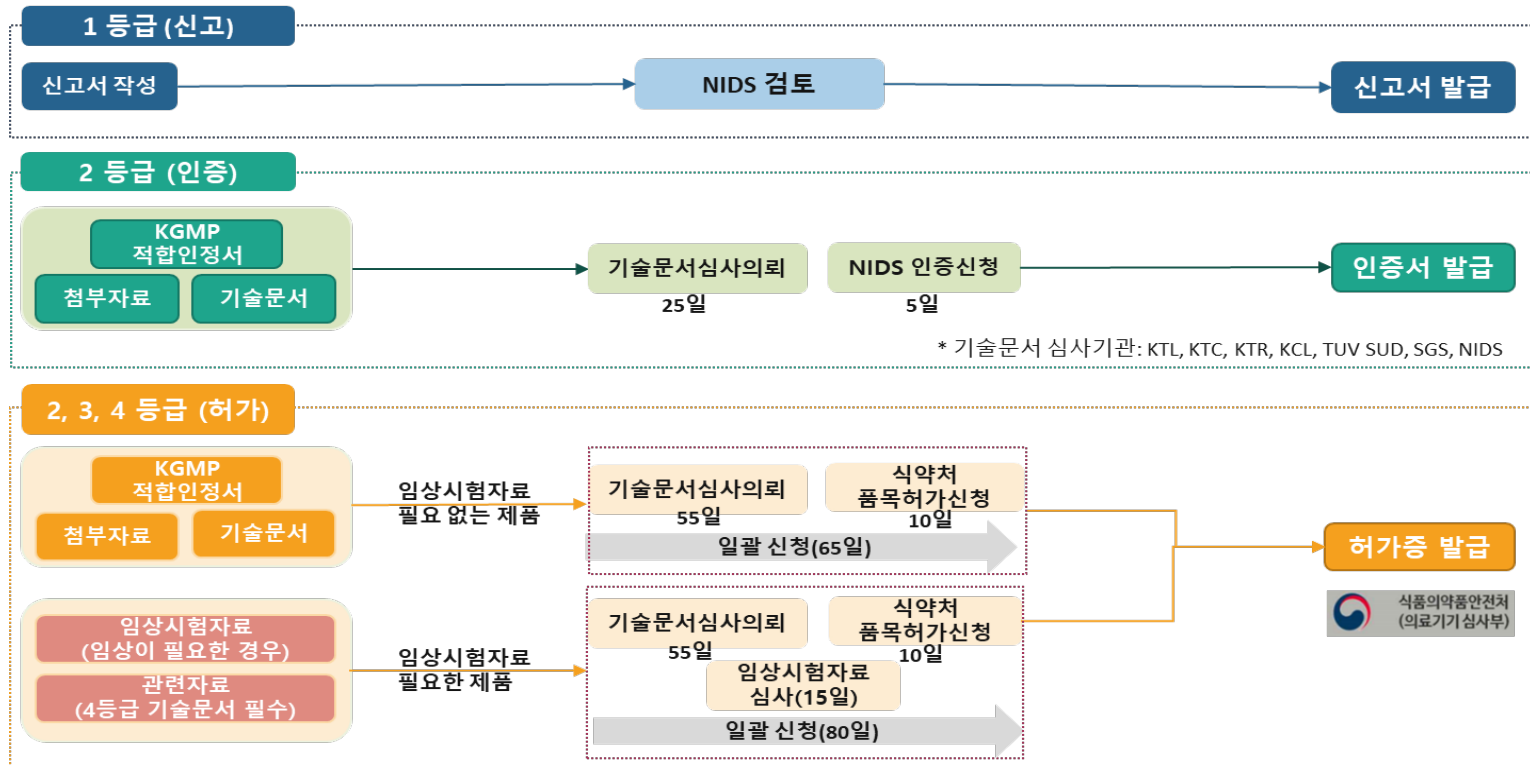 1 등급 (신고)
신고서 작성
NIDS 검토
신고서 발급
2 등급 (인증)
KGMP
적합인정서
첨부자료
기술문서
기술문서심사의뢰
25일
NIDS 인증신청
5일
인증서 발급
* 기술문서 심사기관: KTL, KTC, KTR, KCL, TUV SUD, SGS, NIDS
2, 3, 4 등급 (허가)
KGMP
적합인정서
첨부자료
기술문서
임상시험자료
필요 없는 제품
기술문서심사의뢰
55일
식약처
품목허가신청
10일
일괄 신청(65일)
허가증 발급
식품의약품안전처
(의료기기 심사부)
임상시험자료
(임상이 필요한 경우)
관련자료
(4등급 기술문서 필수)
임상시험자료
필요한 제품
기술문서심사의뢰
55일
식약처
품목허가신청
10일
임상시험자료
심사(15일)
일괄 신청(80일)